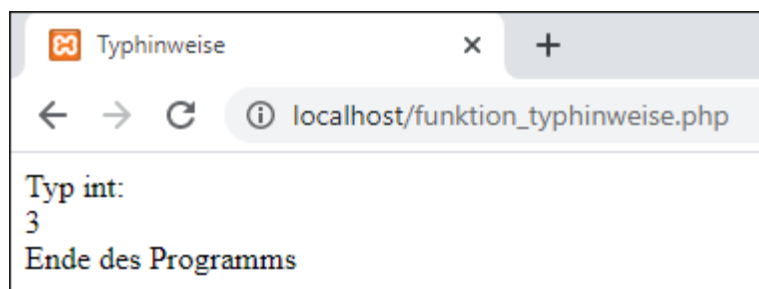 Typhinweise
localhost/funktion_typhinweise.php
Typ int:
3
Ende des Programms